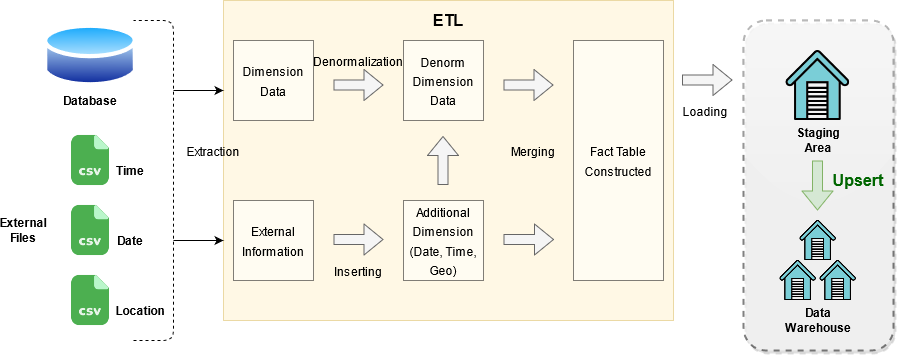 ETL
Database
CSV
Time
External
Files
CSV
Date
CSV
Location
Extraction
Dimension
Data
Denormalization
Denorm
Dimension
Data
External
Information
Inserting
Additional
Dimension
(Date, Time,
Geo)
Merging
Fact Table
Constructed
Loading
Staging
Area
Upsert
Data
Warehouse